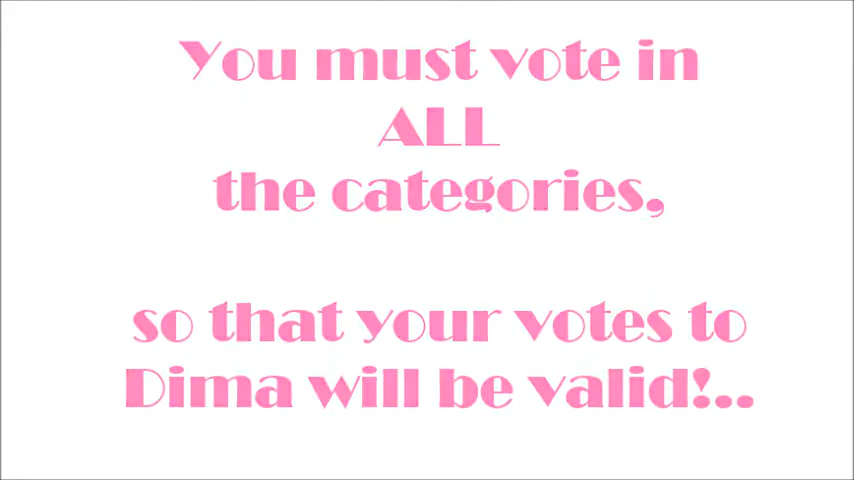 You must vote in
ALL
the categories,
so that your votes to
Dima will be valid!..